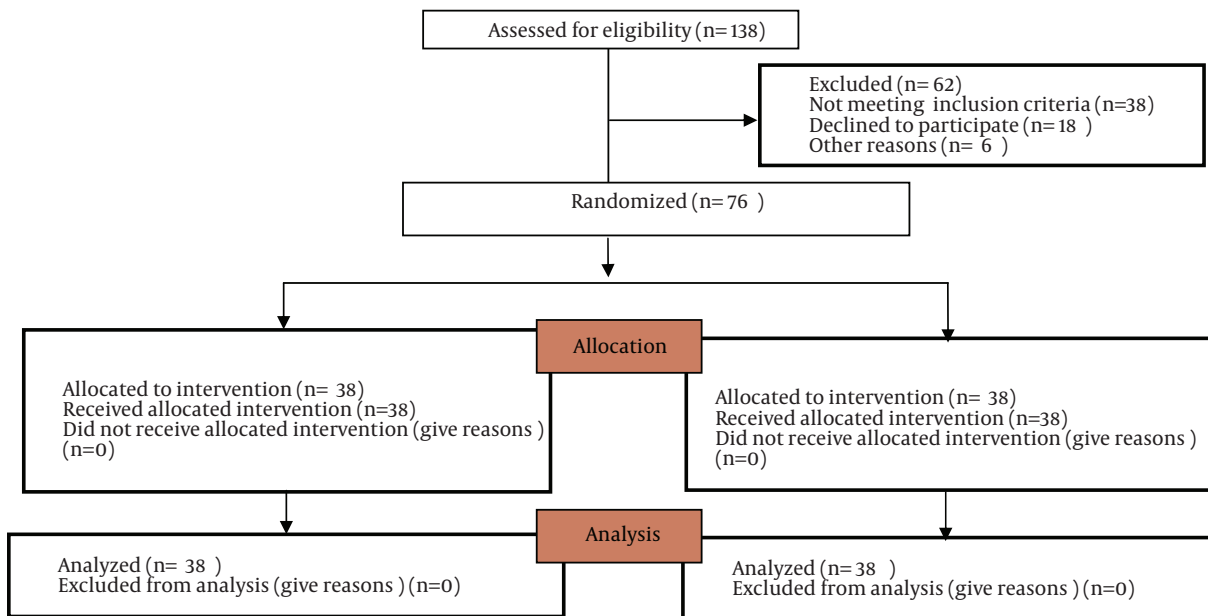 Assessed for eligibility (n=138)
Excluded (n= 62)
Not meeting inclusion criteria (n=38)
Declined to participate (n=18 )
Other reasons (n= 6 )
Randomized (n=76 )
Allocation
Allocated to intervention (n= 38)
Received allocated intervention (n=38)
Did not receive allocated intervention (give reasons )
(n=0)
Allocated to intervention (n= 38)
Received allocated intervention (n=38)
Did not receive allocated intervention (give reasons )
(n=0)
Analysis
Analyzed (n= 38 )
Excluded from analysis (give reasons ) (n=0)
Analyzed (n=38 )
Excluded from analysis (give reasons ) (n=0)